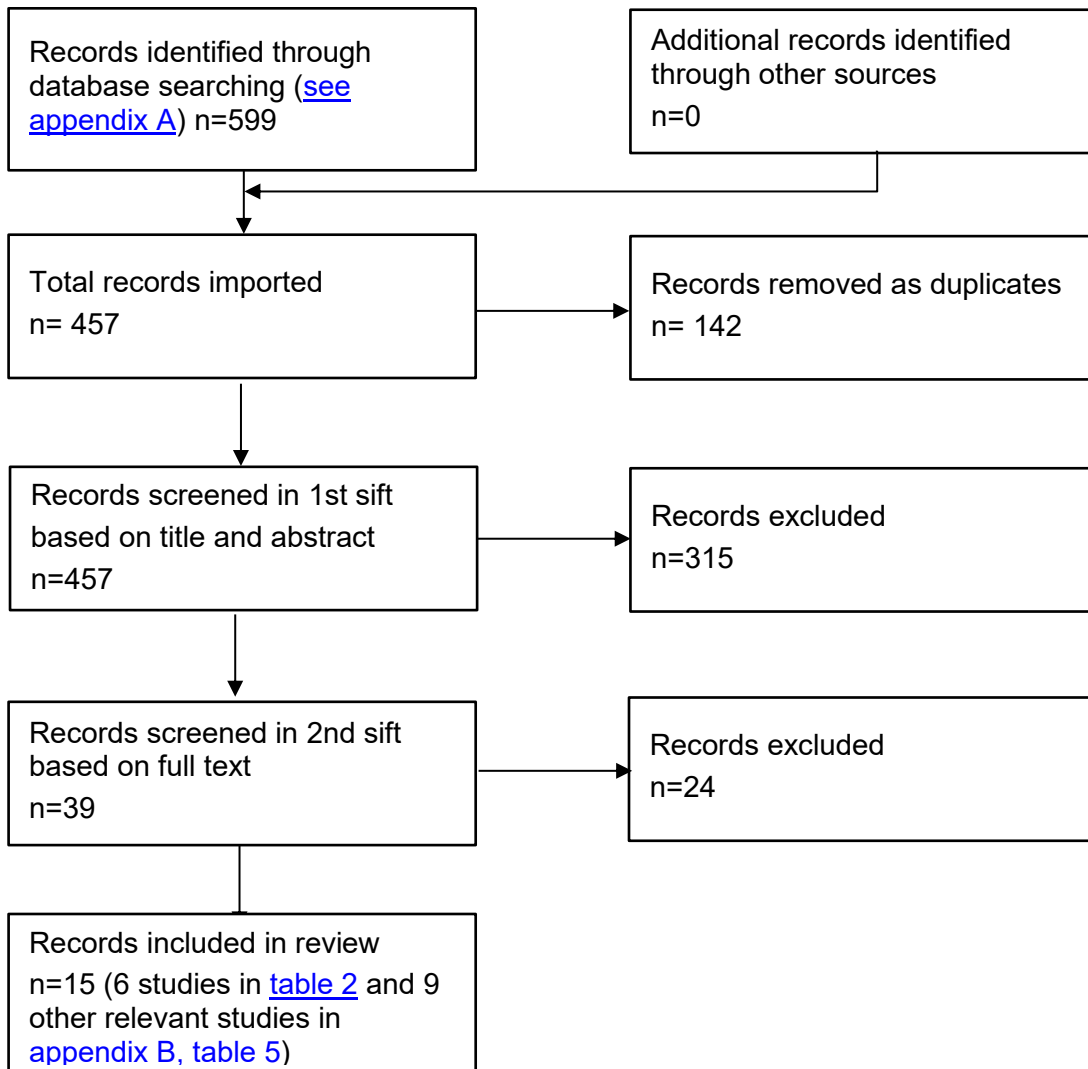 Records identified through
database searching (see
appendix A) n=599
Additional records identified
through other sources
n=0
Total records imported
n= 457
Records removed as duplicates
n= 142
Records screened in 1st sift
based on title and abstract
n=457
Records excluded
n=315
Records screened in 2nd sift
based on full text
n=39
Records excluded
n=24
Records included in review
n=15 (6 studies in table 2 and 9
other relevant studies in
appendix B, table 5)